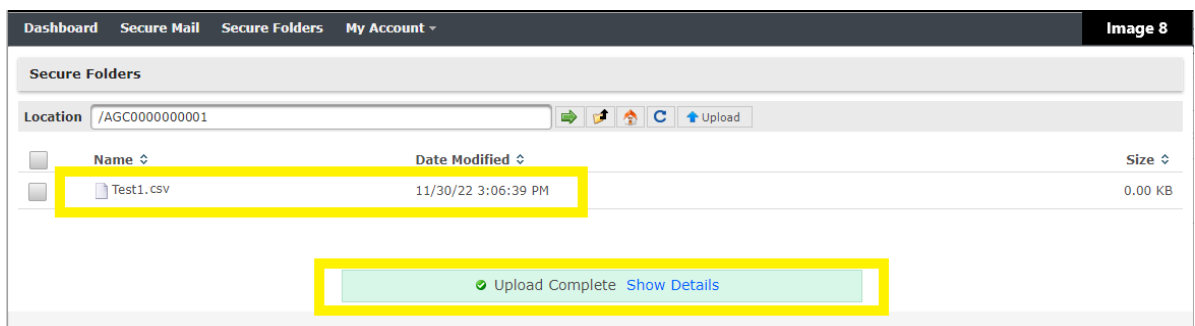 Dashboard Secure Mail Secure Folders My Account Image 8
Secure Folders
Location /AGC0000000001 Upload
Name Date Modified Size
Test1.csv 11/30/22 3:06:39 PM 0.00 KB
Upload Complete Show Details